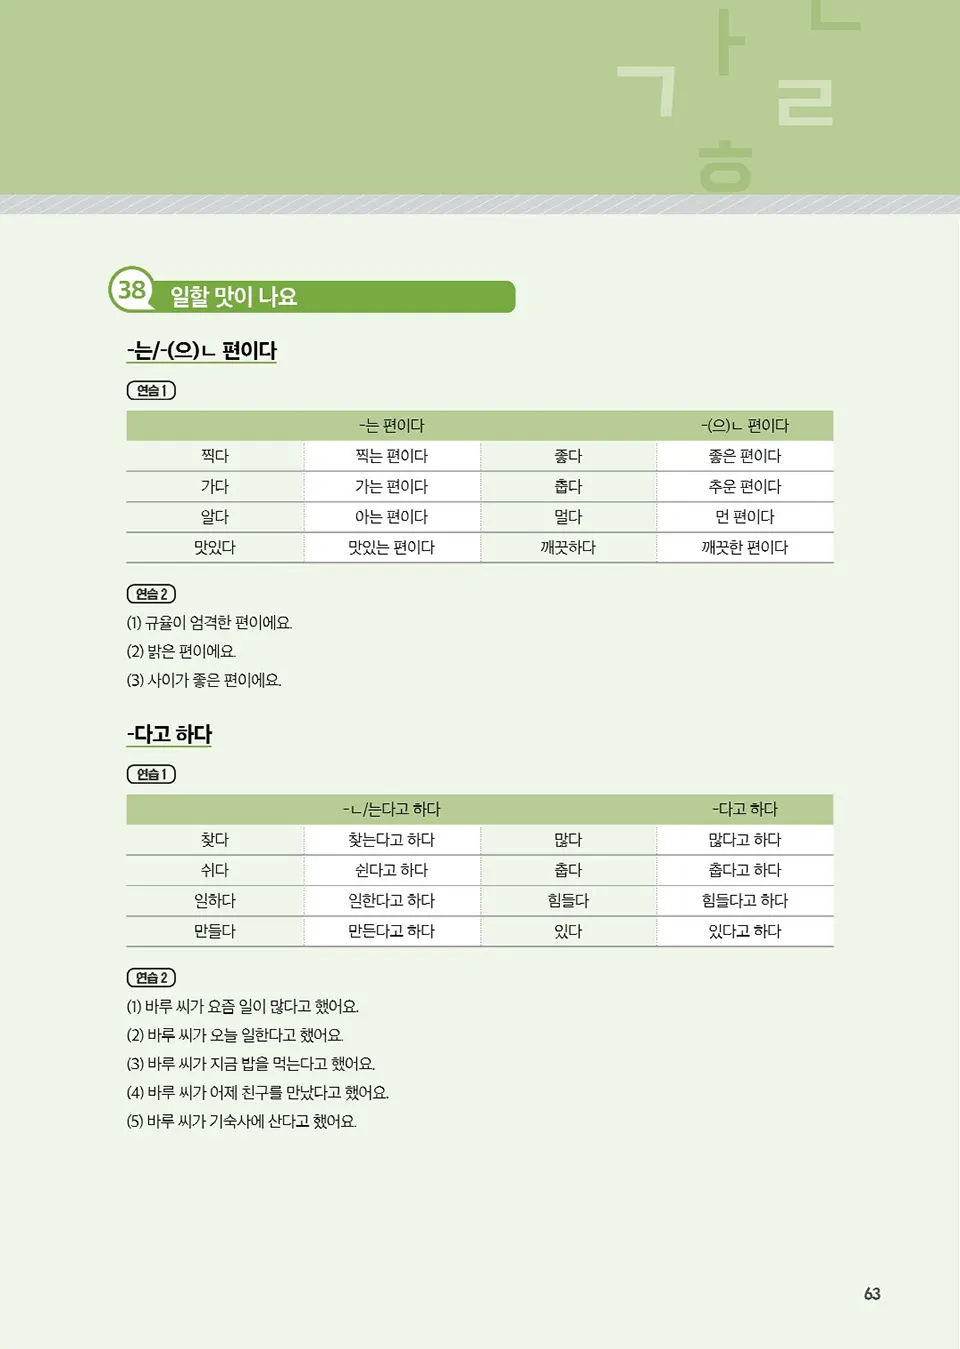 ㄱ ㅏ ㄴ ㄹ ㅎ
38 일할 맛이 나요
-는/-(으)ㄴ 편이다
연습 1
-는 편이다 -(으)ㄴ 편이다
찍다 찍는 편이다 좋다 좋은 편이다
가다 가는 편이다 춥다 추운 편이다
알다 아는 편이다 멀다 먼 편이다
맛있다 맛있는 편이다 깨끗하다 깨끗한 편이다
연습 2
(1) 규율이 엄격한 편이에요.
(2) 밝은 편이에요.
(3) 사이가 좋은 편이에요.
-다고 하다
연습 1
-ㄴ/는다고 하다 -다고 하다
찾다 찾는다고 하다 많다 많다고 하다
쉬다 쉰다고 하다 춥다 춥다고 하다
인하다 일한다고 하다 힘들다 힘들다고 하다
만들다 만든다고 하다 있다 있다고 하다
연습 2
(1) 바루 씨가 요즘 일이 많다고 했어요.
(2) 바루 씨가 오늘 일한다고 했어요.
(3) 바루 씨가 지금 밥을 먹는다고 했어요.
(4) 바루 씨가 어제 친구를 만났다고 했어요.
(5) 바루 씨가 기숙사에 산다고 했어요.
63